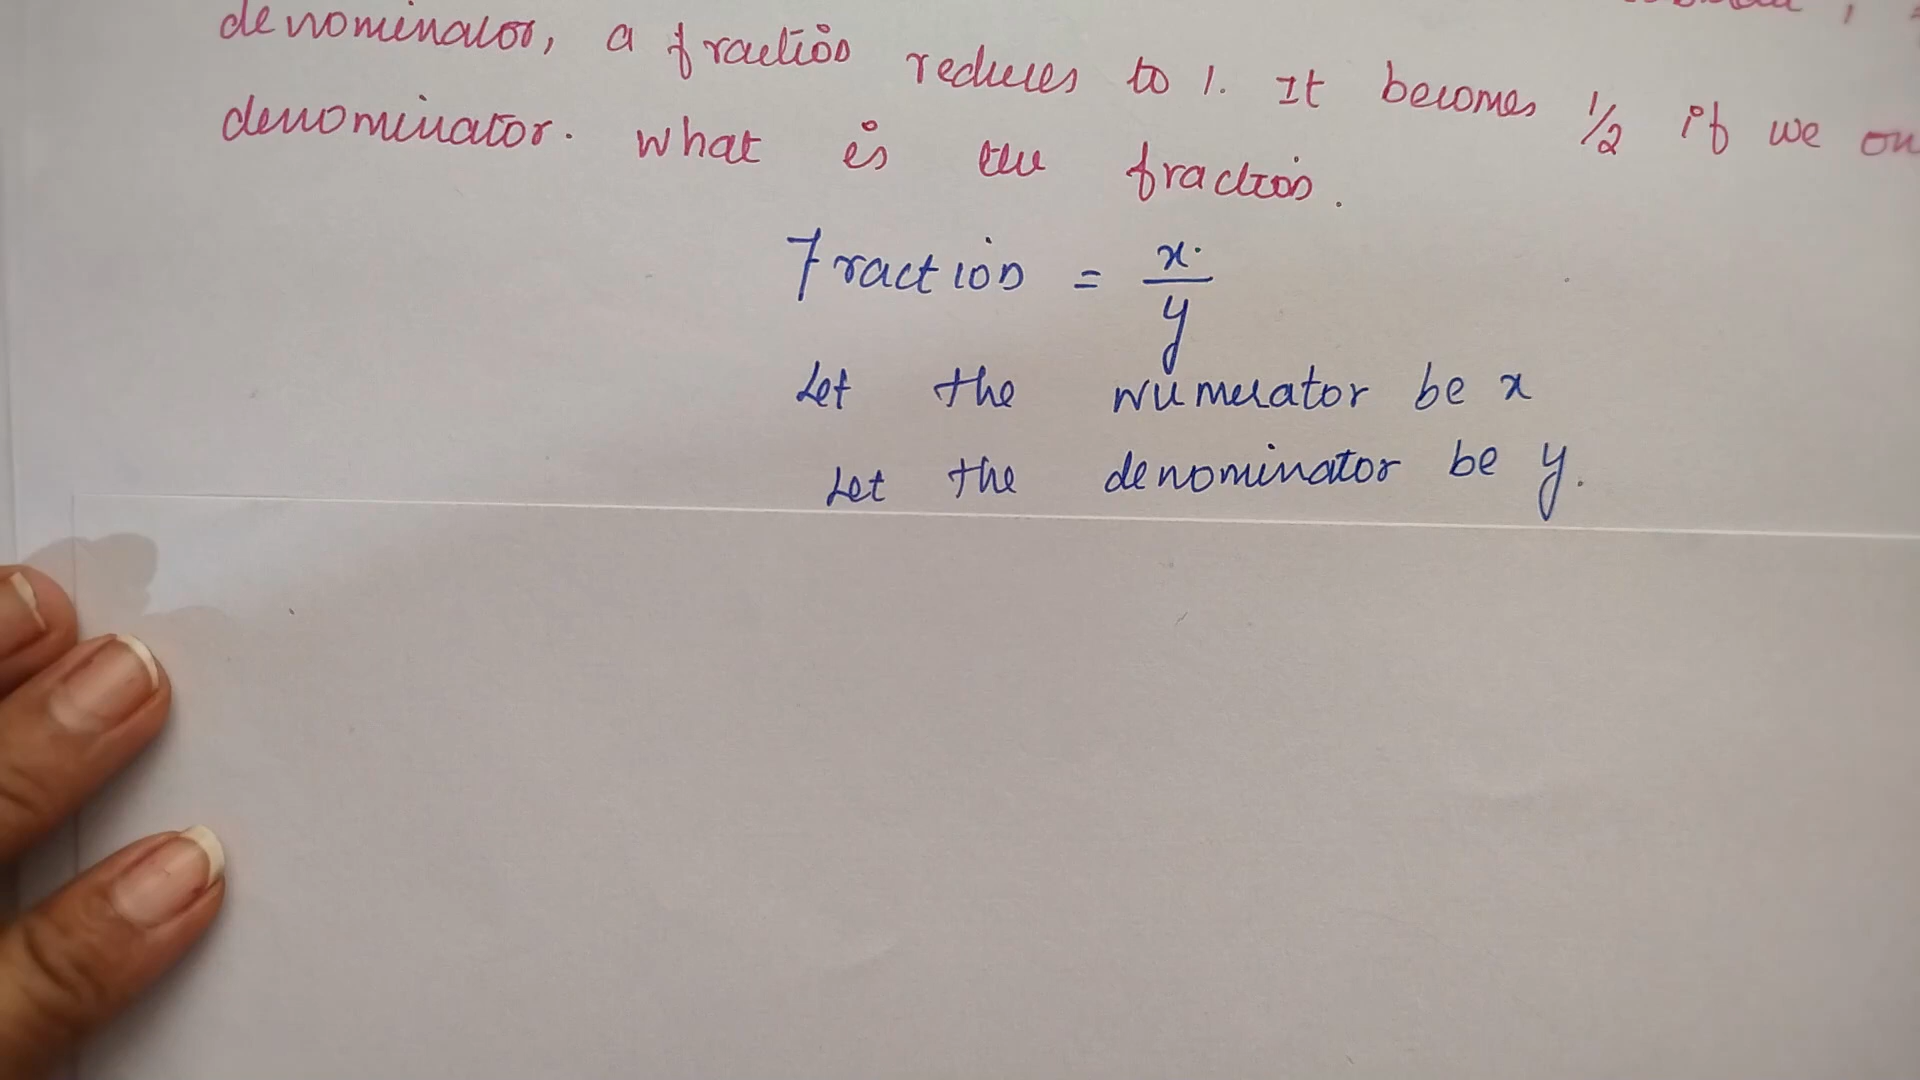 denominator, a fraction reduces to 1. It becomes 1/2 if we
denominator. What is the fraction.
Fraction = x/y
Let the numerator be x
Let the denominator be y.